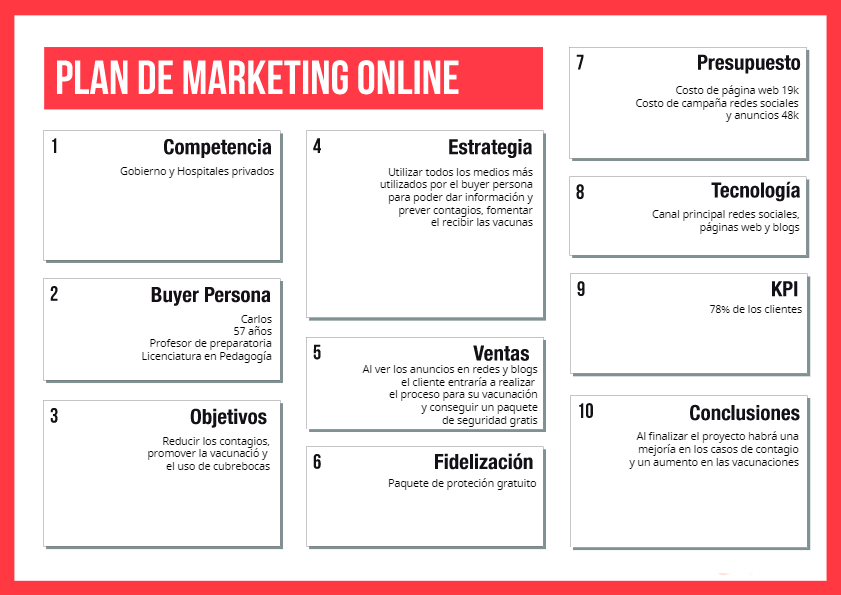 PLAN DE MARKETING ONLINE
1
Competencia
Gobierno y Hospitales privados
2
Buyer Persona
Carlos
57 años
Profesor de preparatoria
Licenciatura en Pedagogía
3
Objetivos
Reducir los contagios,
promover la vacunació y
el uso de cubrebocas
4
Estrategia
Utilizar todos los medios más
utilizados por el buyer persona
para poder dar información y
prever contagios, fomentar
el recibir las vacunas
5
Ventas
Al ver los anuncios en redes y blogs
el cliente entraría a realizar
el proceso para su vacunación
y conseguir un paquete
de seguridad gratis
6
Fidelización
Paquete de proteción gratuito
7
Presupuesto
Costo de página web 19k
Costo de campaña redes sociales
y anuncios 48k
8
Tecnología
Canal principal redes sociales,
páginas web y blogs
9
KPI
78% de los clientes
10
Conclusiones
Al finalizar el proyecto habrá una
mejoría en los casos de contagio
y un aumento en las vacunaciones